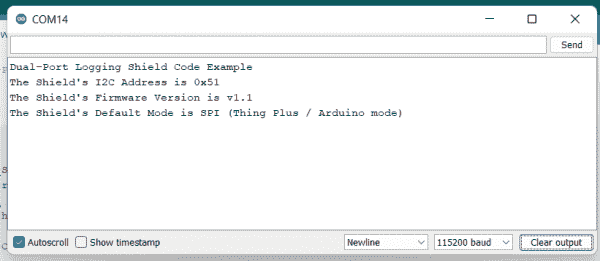 COM14
Send
Dual-Port Logging Shield Code Example
The Shield's I2C Address is 0x51
The Shield's Firmware Version is v1.1
The Shield's Default Mode is SPI (Thing Plus / Arduino mode)
Autoscroll Show timestamp Newline 115200 baud Clear output